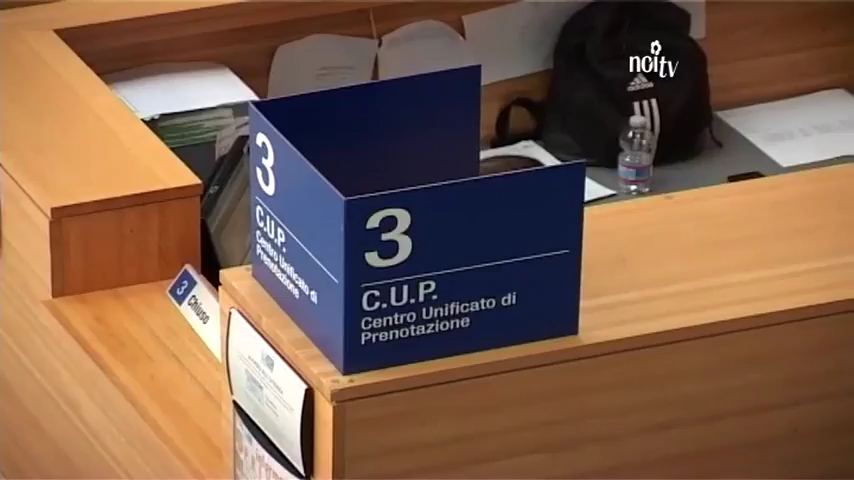 noitv
adidas
3
C.U.P.
Centro Unificato di
Prenotazione
3
C.U.P.
Centro Unificato di
Prenotazione
3 Chiuso